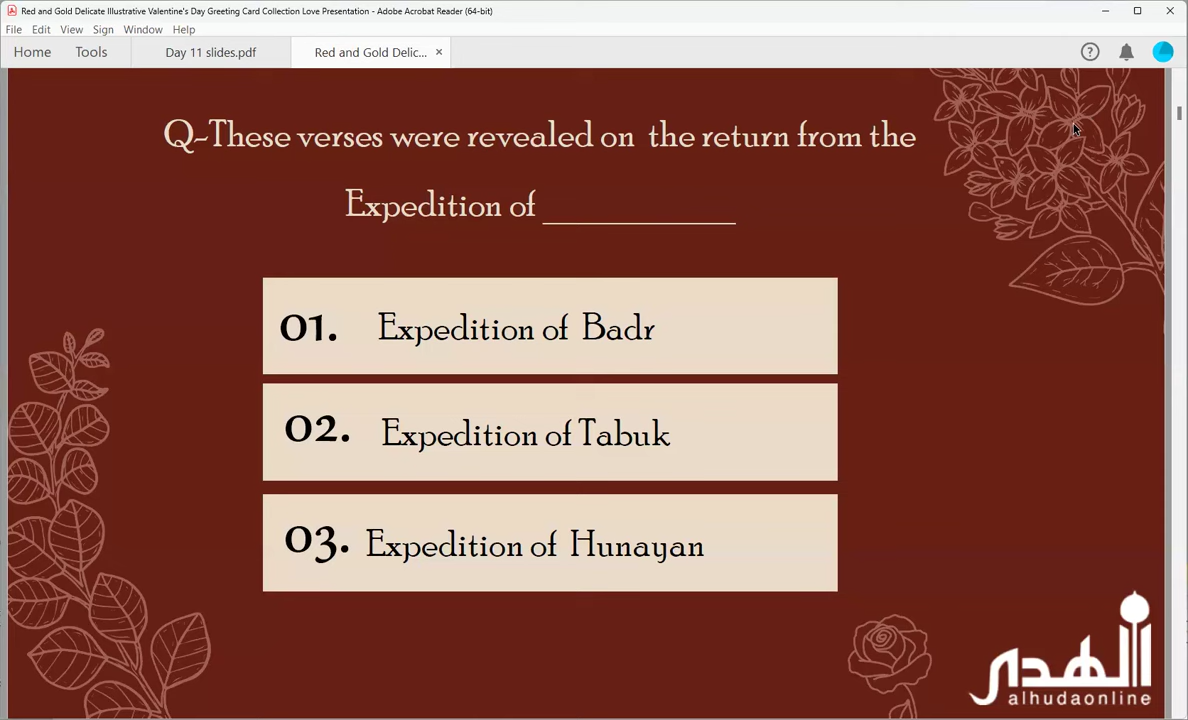 Red and Gold Delicate Illustrative Valentine's Day Greeting Card Collection Love Presentation - Adobe Acrobat Reader (64-bit)
File Edit View Sign Window Help
Home Tools Day 11 slides.pdf Red and Gold Delic... ×
Q-These verses were revealed on the return from the
Expedition of ____________
01. Expedition of Badr
02. Expedition of Tabuk
03. Expedition of Hunayan
الهدى
alhudaonline